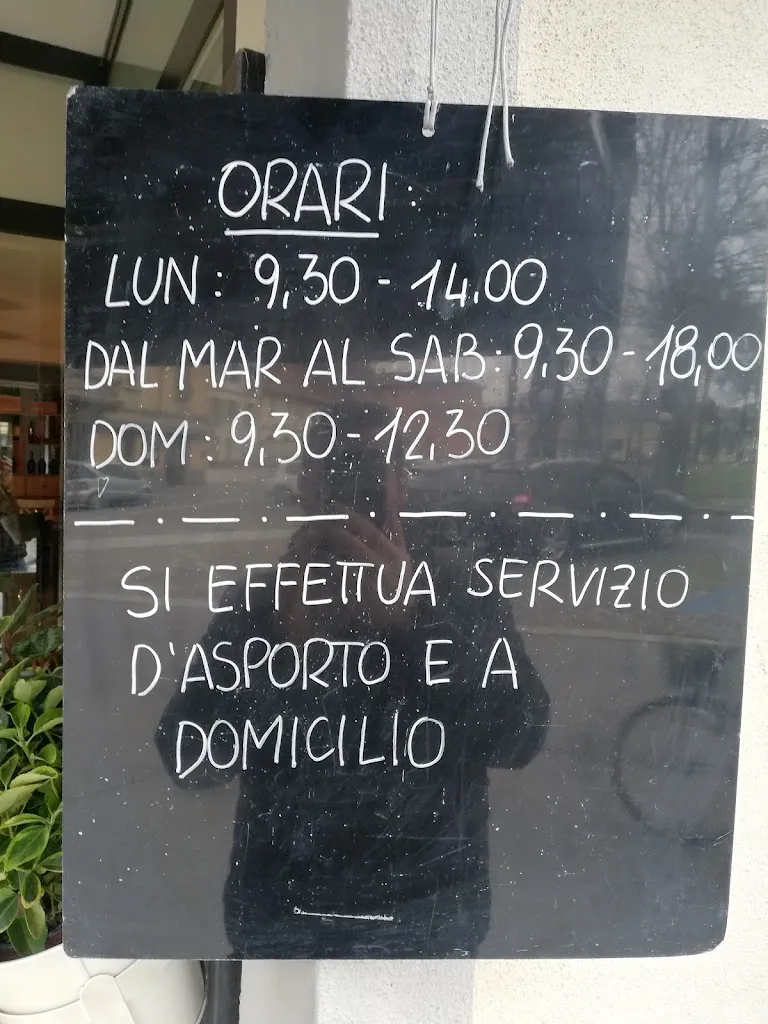 ORARI:
LUN: 9,30 - 14.00
DAL MAR AL SAB: 9.30 - 18,00
DOM: 9,30 - 12,30
SI EFFETTUA SERVIZIO
D'ASPORTO E A
DOMICILIO